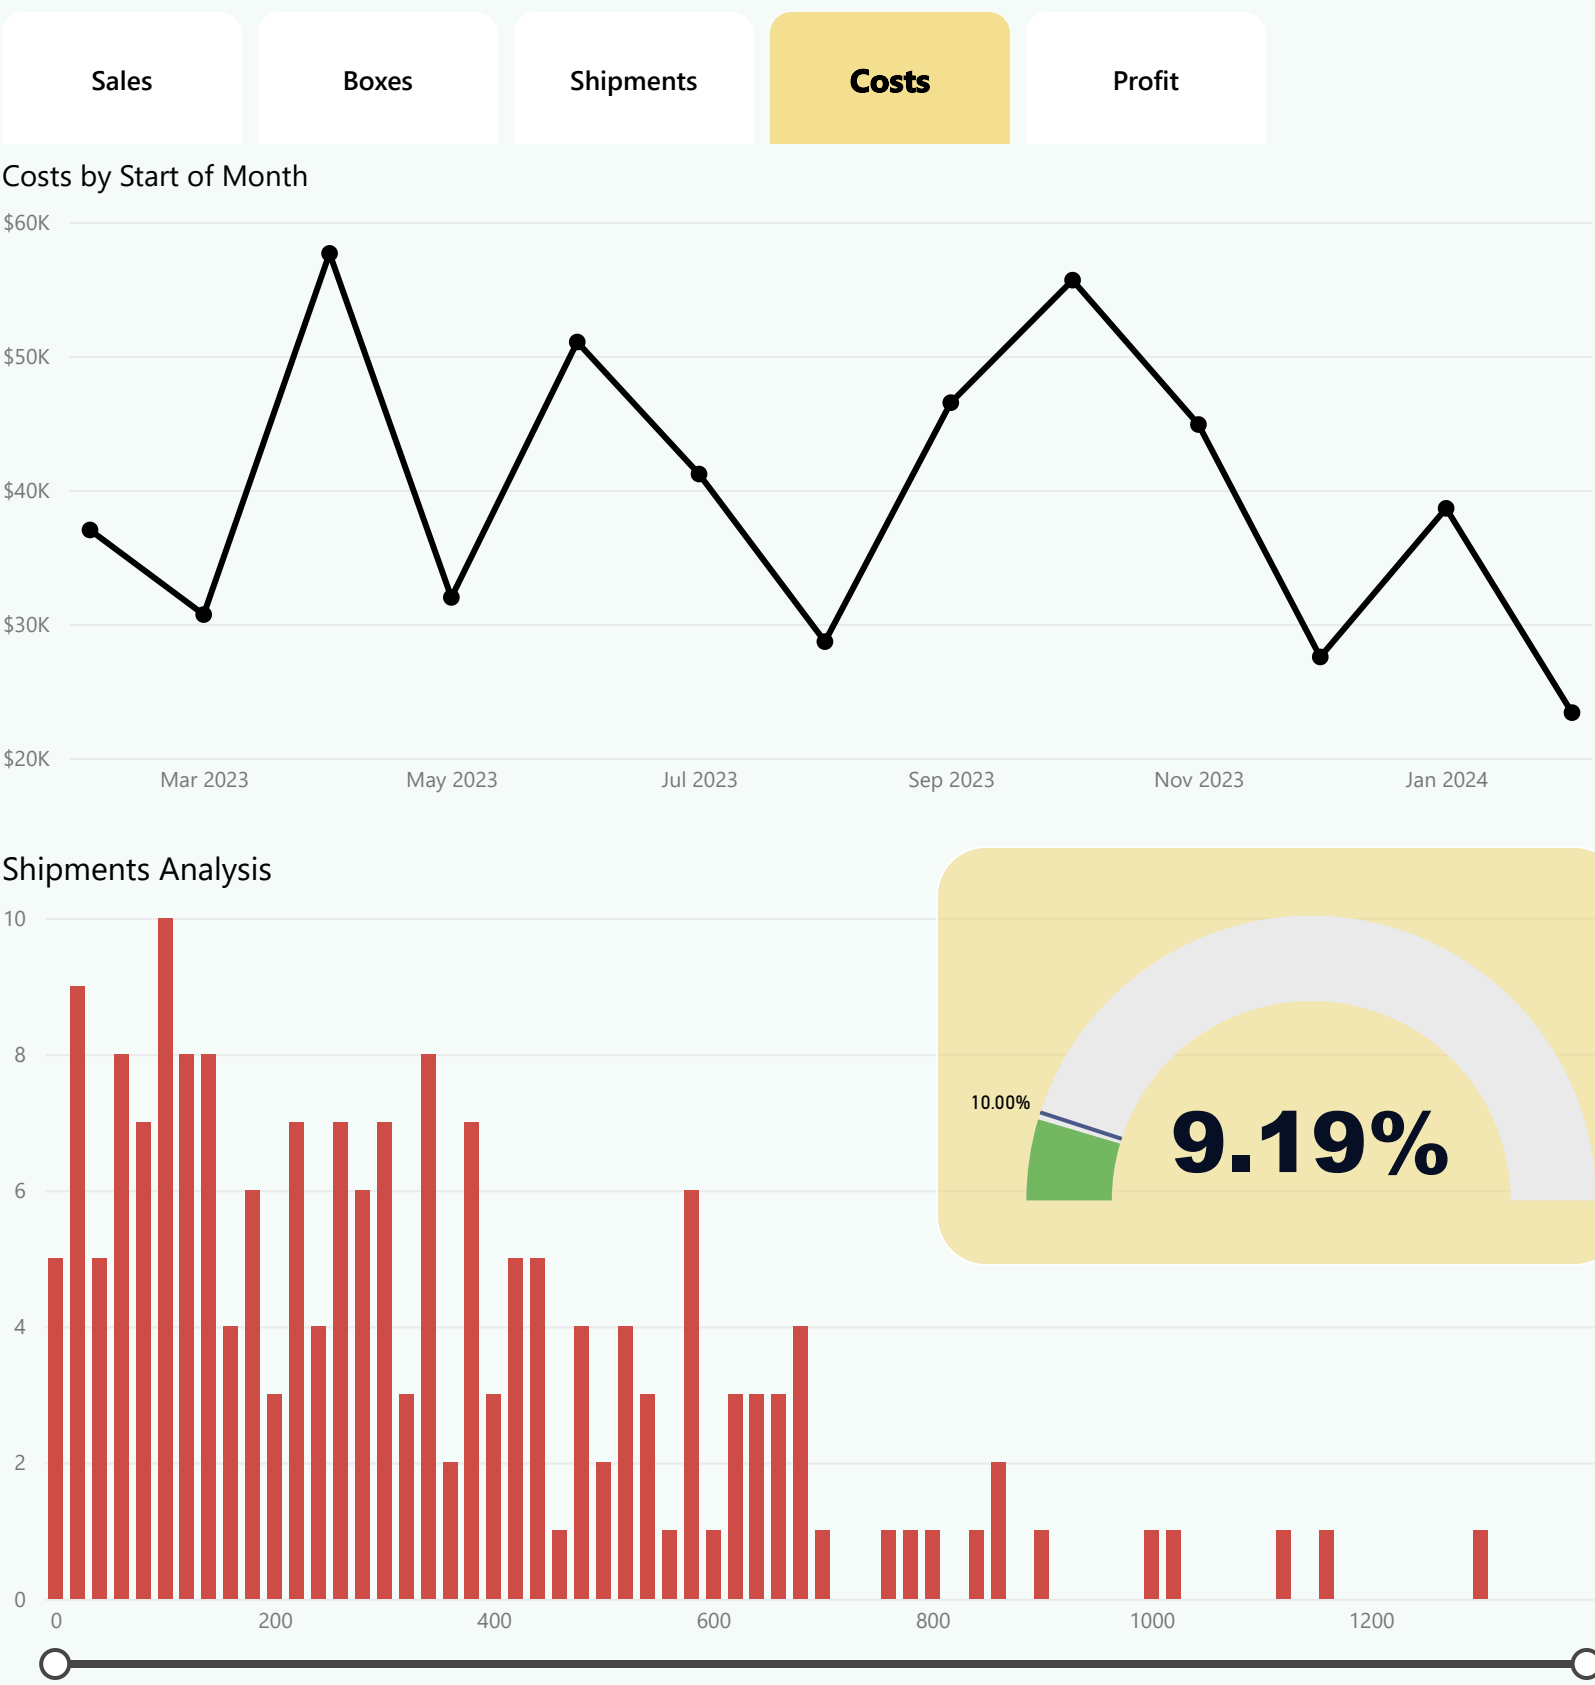 Sales Boxes Shipments Costs Profit
Costs by Start of Month
$60K
$50K
$40K
$30K
$20K
Mar 2023 May 2023 Jul 2023 Sep 2023 Nov 2023 Jan 2024
Shipments Analysis
10
8
6
4
2
0
0 200 400 600 800 1000 1200
10.00%
9.19%